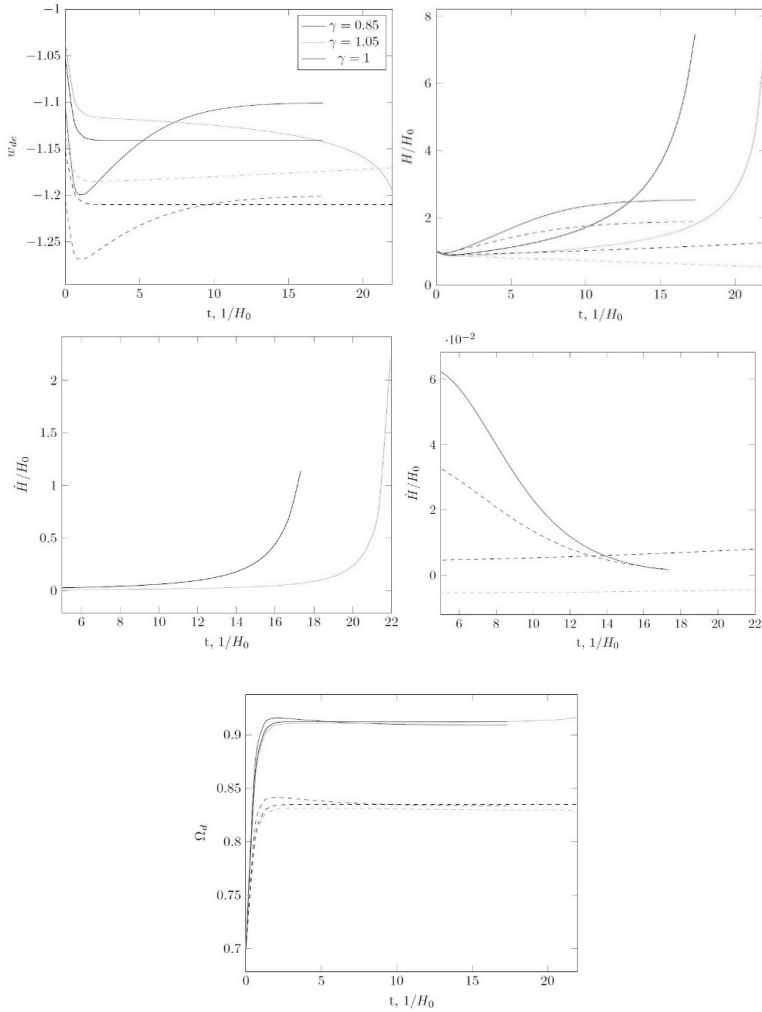 −1
−1.05
−1.1
−1.15
−1.2
−1.25
w_{de}
γ = 0.85
γ = 1.05
γ = 1
0 5 10 15 20
t, 1/H_0
8
6
4
2
0
H/H_0
0 5 10 15 20
t, 1/H_0
2
1.5
1
0.5
0
Ḣ/H_0
6 8 10 12 14 16 18 20 22
t, 1/H_0
·10^{−2}
6
4
2
0
Ḣ/H_0
6 8 10 12 14 16 18 20 22
t, 1/H_0
0.9
0.85
0.8
0.75
0.7
Ω_d
0 5 10 15 20
t, 1/H_0